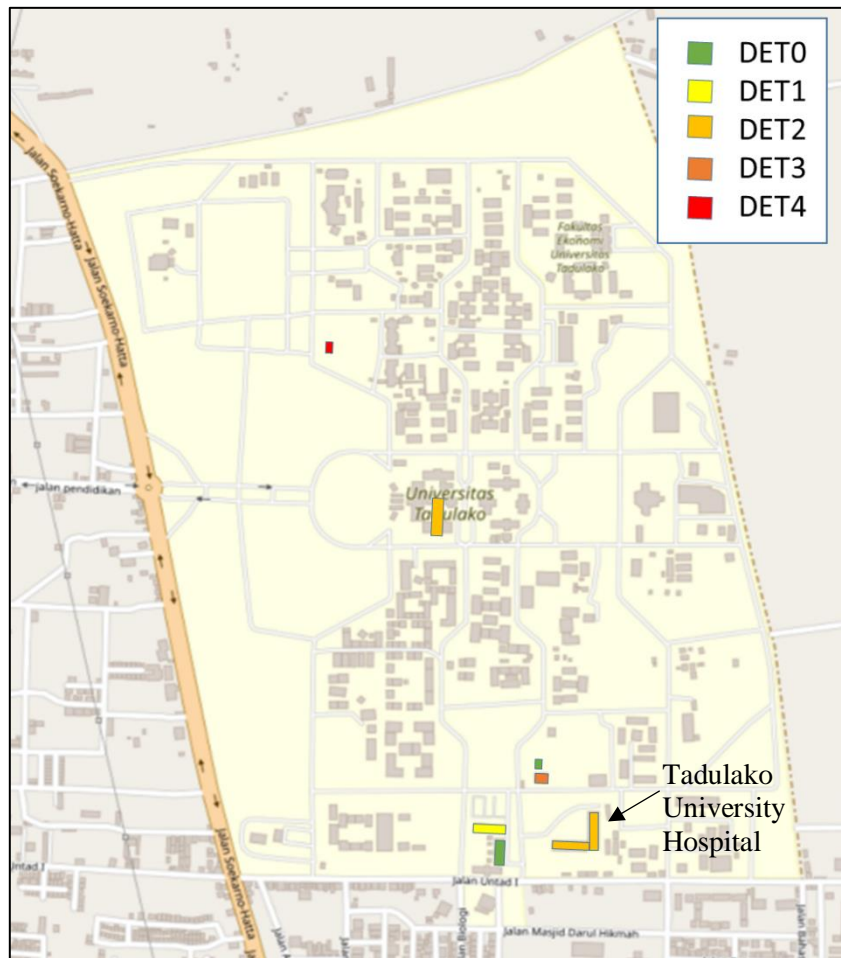 DET0
DET1
DET2
DET3
DET4
Jalan Soekarno-Hatta
Jalan Soekarno-Hatta
Fakultas
Ekonomi
Universitas
Tadulako
jalan pendidikan
Universitas
Tadulako
Tadulako
University
Hospital
Jalan Soekarno-Hatta
Untad I
Jalan Untad I
Jalan Biologi
Jalan Masjid Darul Hikmah